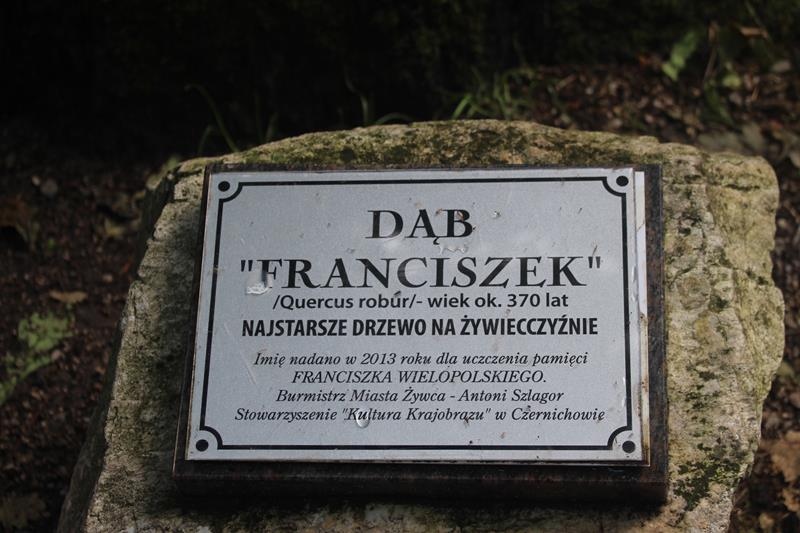 DĄB
"FRANCISZEK"
/Quercus robur/- wiek ok. 370 lat
NAJSTARSZE DRZEWO NA ŻYWIECCZYŹNIE
Imię nadano w 2013 roku dla uczczenia pamięci
FRANCISZKA WIELOPOLSKIEGO.
Burmistrz Miasta Żywca - Antoni Szlagor
Stowarzyszenie "Kultura Krajobrazu" w Czernichowie